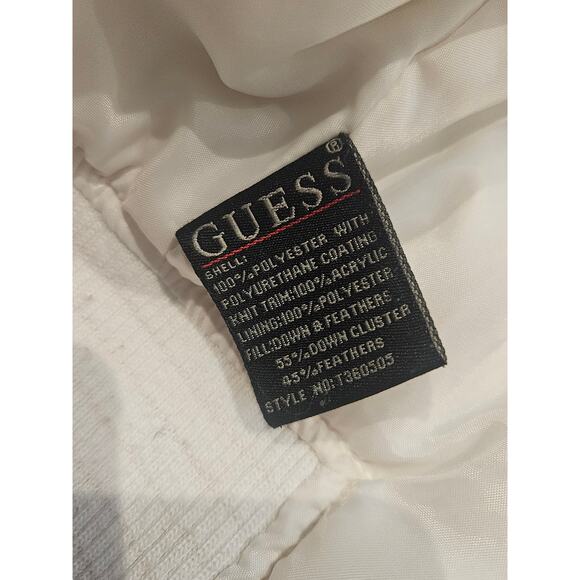 GUESS®
SHELL:
100%POLYESTER WITH
POLYURETHANE COATING
KNIT TRIM:100%ACRYLIC
LINING:100%POLYESTER
FILL:DOWN & FEATHERS
55%DOWN CLUSTER
45%FEATHERS
STYLE NO:T360505